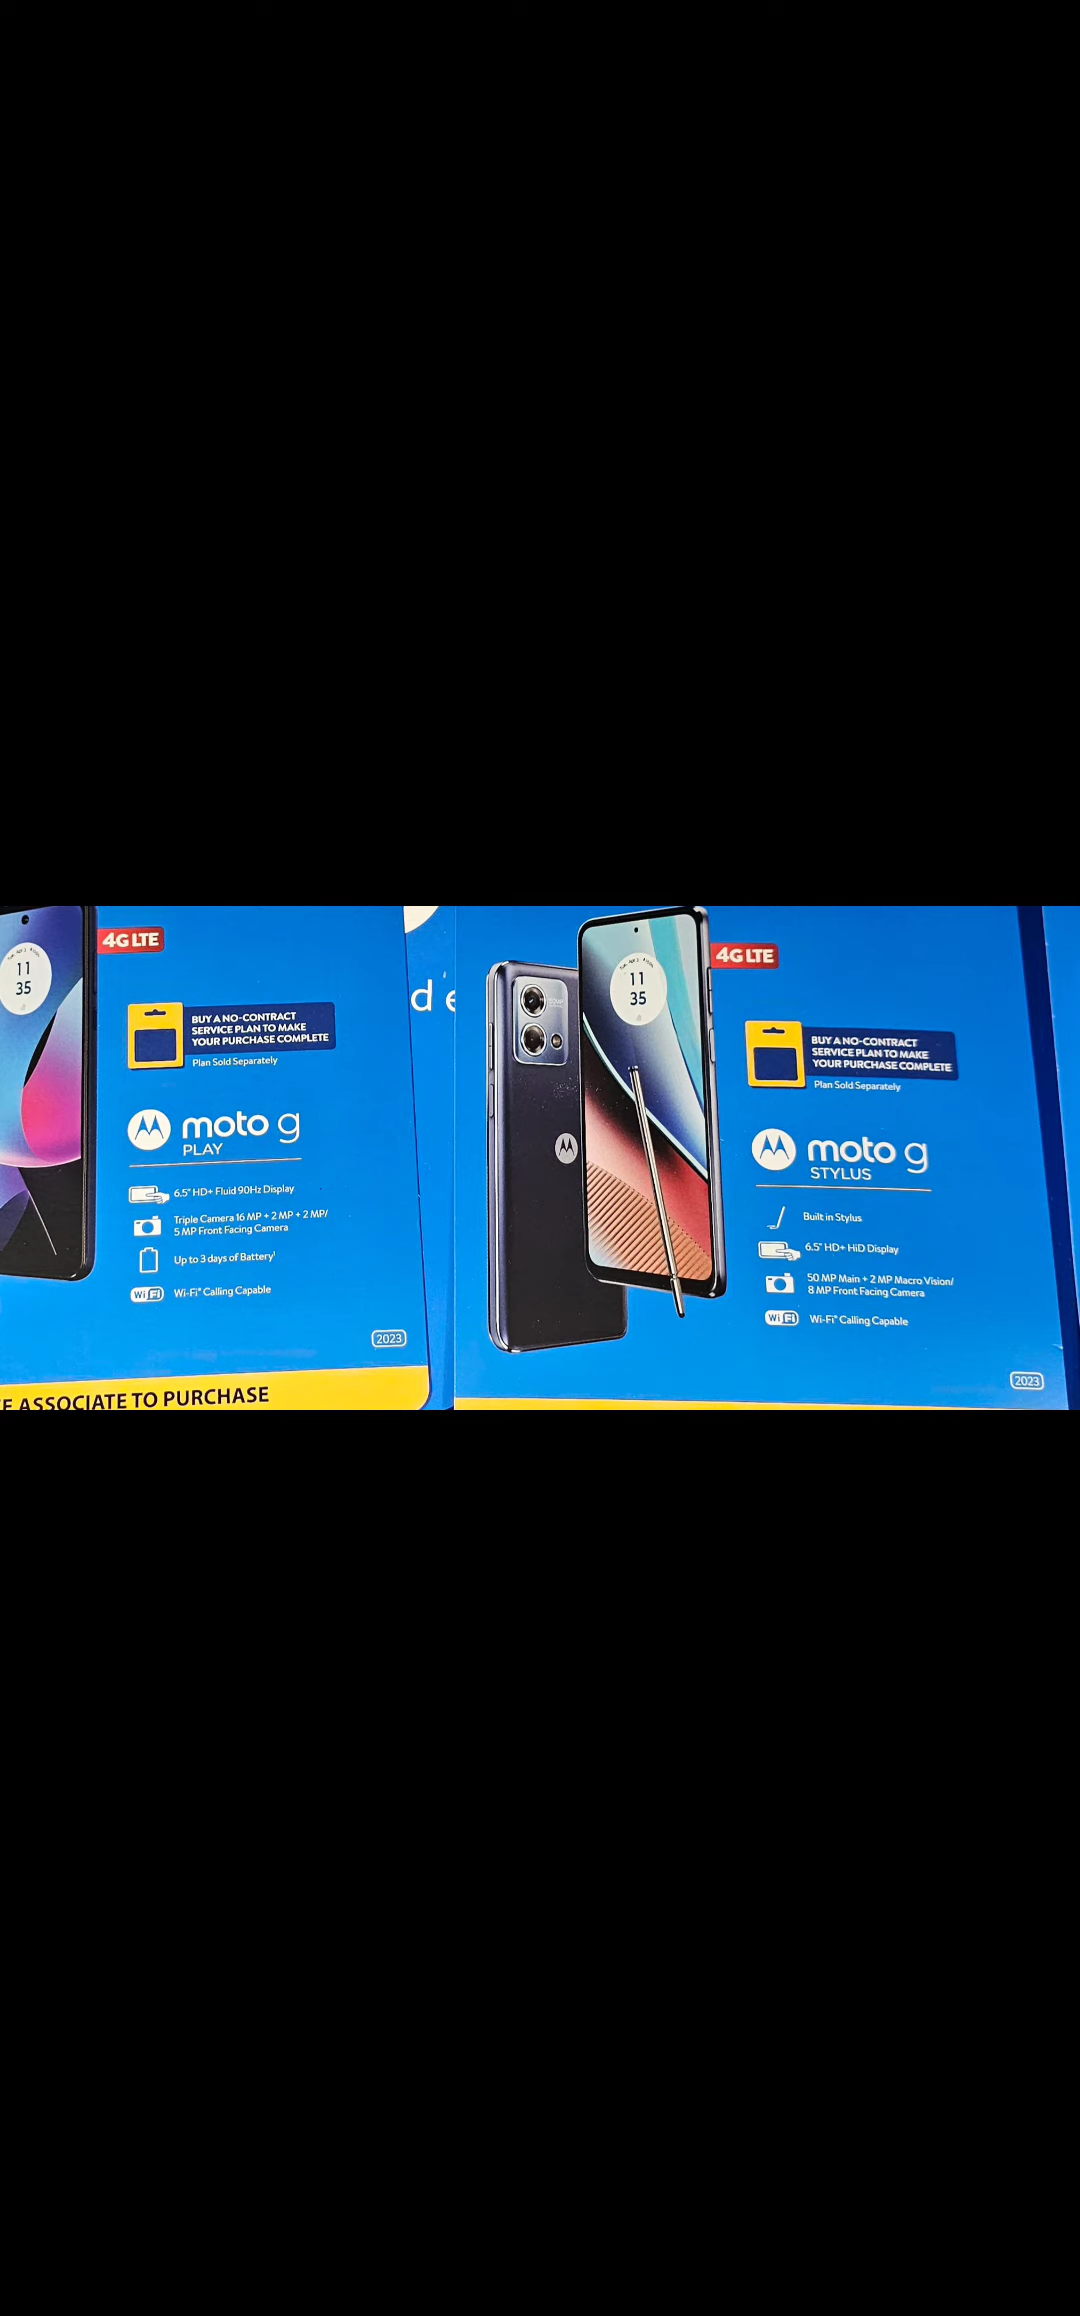 11
35
4G LTE
BUY A NO-CONTRACT
SERVICE PLAN TO MAKE
YOUR PURCHASE COMPLETE
Plan Sold Separately
moto g
PLAY
6.5" HD+ Fluid 90Hz Display
Triple Camera 16 MP + 2 MP + 2 MP/
5 MP Front Facing Camera
Up to 3 days of Battery¹
WiFi Wi-Fi® Calling Capable
2023
ASSOCIATE TO PURCHASE
d
11
35
4G LTE
BUY A NO-CONTRACT
SERVICE PLAN TO MAKE
YOUR PURCHASE COMPLETE
Plan Sold Separately
moto g
STYLUS
Built in Stylus
6.5" HD+ HiD Display
50 MP Main + 2 MP Macro Vision/
8 MP Front Facing Camera
WiFi Wi-Fi® Calling Capable
2023